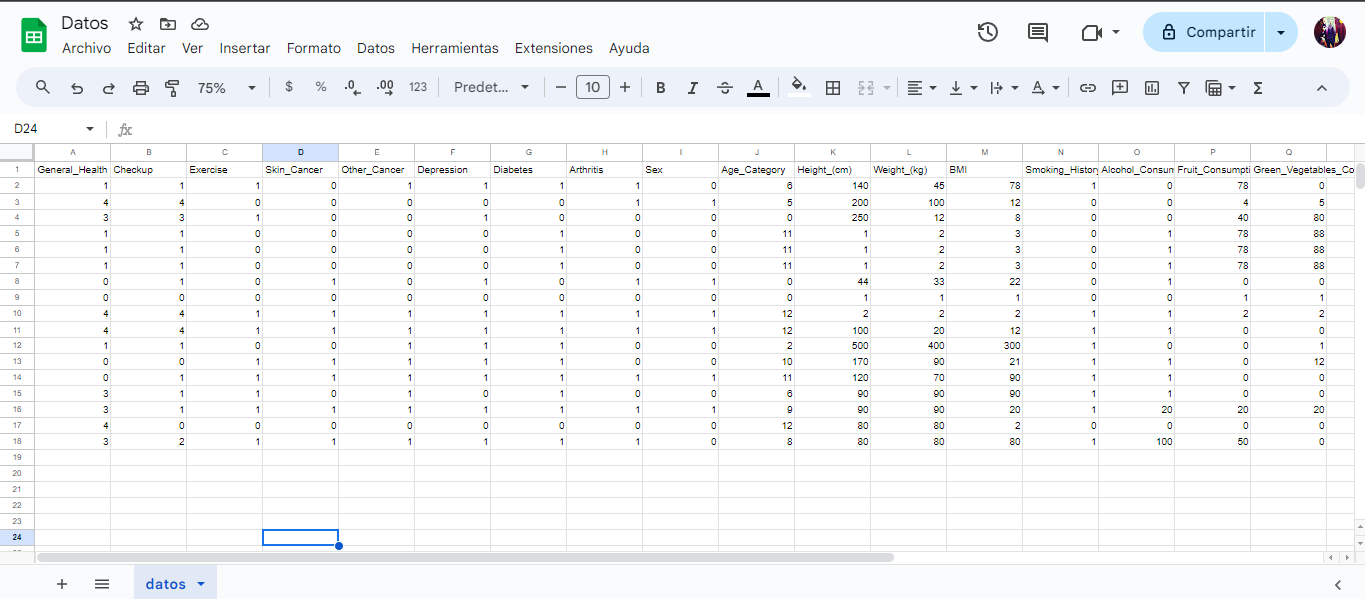 Datos
Archivo Editar Ver Insertar Formato Datos Herramientas Extensiones Ayuda
Compartir
75% $ % .0 .00 123 Predet... − 10 + B I A A Σ
D24 fx
A B C D E F G H I J K L M N O P Q
1 General_Health Checkup Exercise Skin_Cancer Other_Cancer Depression Diabetes Arthritis Sex Age_Category Height_(cm) Weight_(kg) BMI Smoking_History Alcohol_Consum Fruit_Consumpti Green_Vegetables_Co
2 1 1 1 0 1 1 1 1 0 6 140 45 78 1 0 78 0
3 4 4 0 0 0 0 0 1 1 5 200 100 12 0 0 4 5
4 3 3 1 0 0 1 0 0 0 0 250 12 8 0 0 40 80
5 1 1 0 0 0 0 1 0 0 11 1 2 3 0 1 78 88
6 1 1 0 0 0 0 1 0 0 11 1 2 3 0 1 78 88
7 1 1 0 0 0 0 1 0 0 11 1 2 3 0 1 78 88
8 0 1 0 1 0 1 0 1 1 0 44 33 22 0 1 0 0
9 0 0 0 0 0 0 0 0 0 0 1 1 1 0 0 1 1
10 4 4 1 1 1 1 1 1 1 12 2 2 2 1 1 2 2
11 4 4 1 1 1 1 1 1 1 12 100 20 12 1 1 0 0
12 1 1 0 0 1 1 1 0 0 2 500 400 300 1 0 0 1
13 0 0 1 1 1 1 1 0 0 10 170 90 21 1 1 0 12
14 0 1 1 1 1 1 1 1 1 11 120 70 90 1 1 0 0
15 3 1 1 0 1 0 1 0 0 6 90 90 90 1 1 0 0
16 3 1 1 1 1 1 1 1 1 9 90 90 20 1 20 20 20
17 4 0 0 0 0 0 0 0 0 12 80 80 2 0 0 0 0
18 3 2 1 1 1 1 1 1 0 8 80 80 80 1 100 50 0
19
20
21
22
23
24
datos